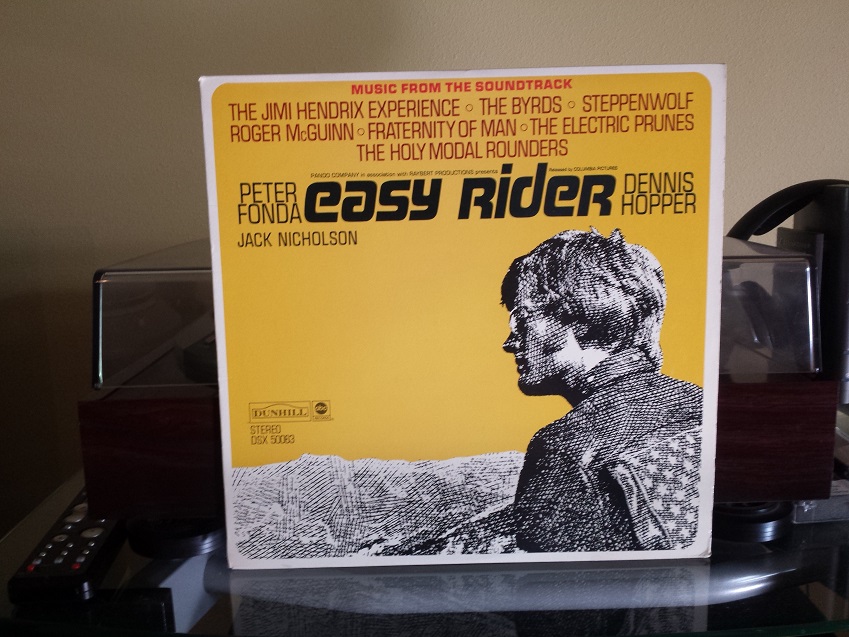 MUSIC FROM THE SOUNDTRACK
THE JIMI HENDRIX EXPERIENCE ◦ THE BYRDS ◦ STEPPENWOLF
ROGER McGUINN ◦ FRATERNITY OF MAN ◦ THE ELECTRIC PRUNES
THE HOLY MODAL ROUNDERS
PANDO COMPANY in association with RAYBERT PRODUCTIONS presents
Released by COLUMBIA PICTURES
PETER
FONDA
easy RideR
DENNIS
HOPPER
JACK NICHOLSON
DUNHILL
abc
STEREO
DSX 50063